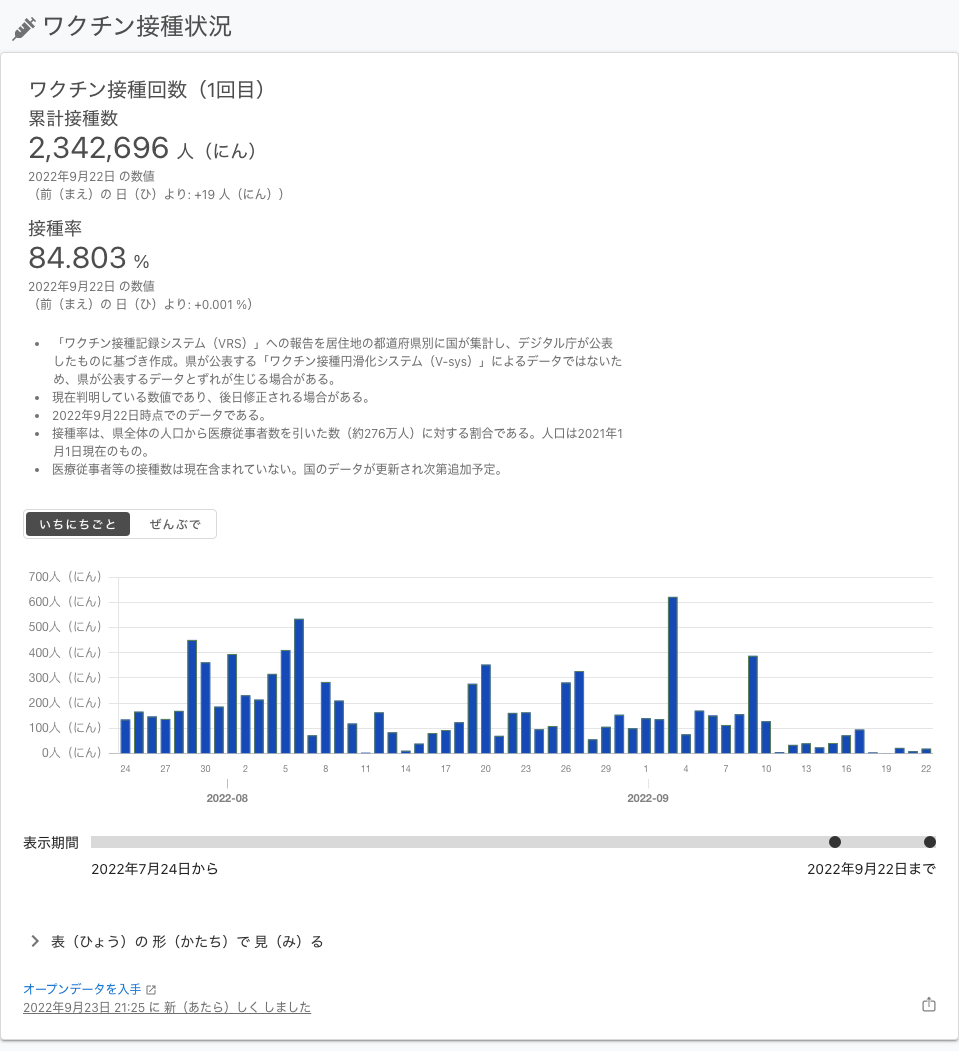 ワクチン接種状況
ワクチン接種回数（1回目）
累計接種数
2,342,696 人（にん）
2022年9月22日 の数値
（前（まえ）の 日（ひ）より: +19 人（にん））
接種率
84.803 %
2022年9月22日 の数値
（前（まえ）の 日（ひ）より: +0.001 %）
• 「ワクチン接種記録システム（VRS）」への報告を居住地の都道府県別に国が集計し、デジタル庁が公表
したものに基づき作成。県が公表する「ワクチン接種円滑化システム（V-sys）」によるデータではないた
め、県が公表するデータとずれが生じる場合がある。
• 現在判明している数値であり、後日修正される場合がある。
• 2022年9月22日時点でのデータである。
• 接種率は、県全体の人口から医療従事者数を引いた数（約276万人）に対する割合である。人口は2021年1
月1日現在のもの。
• 医療従事者等の接種数は現在含まれていない。国のデータが更新され次第追加予定。
いちにちごと ぜんぶで
700人（にん）
600人（にん）
500人（にん）
400人（にん）
300人（にん）
200人（にん）
100人（にん）
0人（にん）
24 27 30 2 5 8 11 14 17 20 23 26 29 1 4 7 10 13 16 19 22
2022-08 2022-09
表示期間
2022年7月24日から 2022年9月22日まで
表（ひょう）の 形（かたち）で 見（み）る
オープンデータを入手
2022年9月23日 21:25 に 新（あたら）しく しました